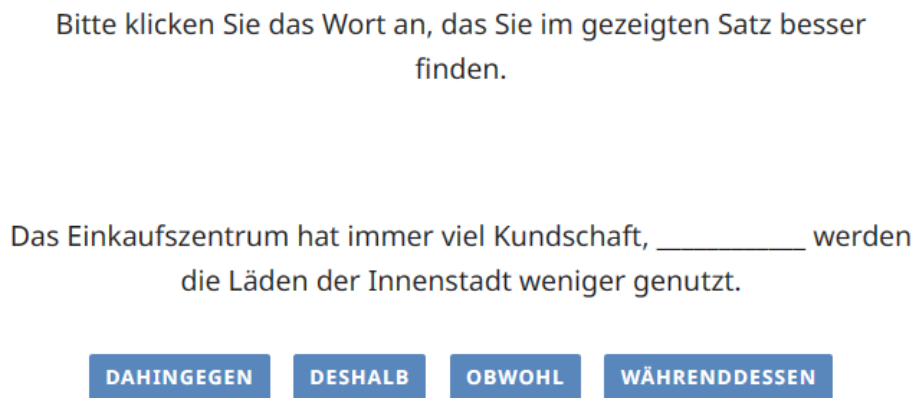 Bitte klicken Sie das Wort an, das Sie im gezeigten Satz besser
finden.
Das Einkaufszentrum hat immer viel Kundschaft, ____________ werden
die Läden der Innenstadt weniger genutzt.
DAHINGEGEN DESHALB OBWOHL WÄHRENDDESSEN